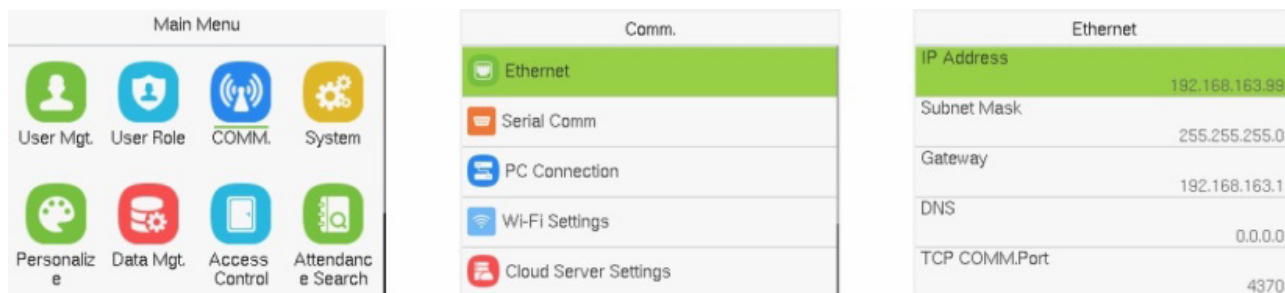 Main Menu
User Mgt.
User Role
COMM.
System
Personaliz
e
Data Mgt.
Access
Control
Attendanc
e Search
Comm.
Ethernet
Serial Comm
PC Connection
Wi-Fi Settings
Cloud Server Settings
Ethernet
IP Address
192.168.163.99
Subnet Mask
255.255.255.0
Gateway
192.168.163.1
DNS
0.0.0.0
TCP COMM.Port
4370